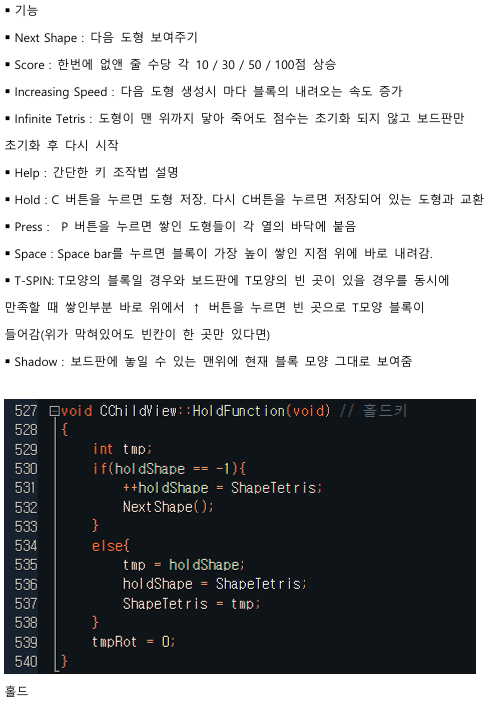 ▪ 기능
▪ Next Shape : 다음 도형 보여주기
▪ Score : 한번에 없앤 줄 수당 각 10 / 30 / 50 / 100점 상승
▪ Increasing Speed : 다음 도형 생성시 마다 블록의 내려오는 속도 증가
▪ Infinite Tetris : 도형이 맨 위까지 닿아 죽어도 점수는 초기화 되지 않고 보드판만
초기화 후 다시 시작
▪ Help : 간단한 키 조작법 설명
▪ Hold : C 버튼을 누르면 도형 저장. 다시 C버튼을 누르면 저장되어 있는 도형과 교환
▪ Press :  P 버튼을 누르면 쌓인 도형들이 각 열의 바닥에 붙음
▪ Space : Space bar를 누르면 블록이 가장 높이 쌓인 지점 위에 바로 내려감.
▪ T-SPIN: T모양의 블록일 경우와 보드판에 T모양의 빈 곳이 있을 경우를 동시에
만족할 때 쌓인부분 바로 위에서 ↑ 버튼을 누르면 빈 곳으로 T모양 블록이
들어감(위가 막혀있어도 빈칸이 한 곳만 있다면)
▪ Shadow : 보드판에 놓일 수 있는 맨위에 현재 블록 모양 그대로 보여줌
527 void CChildView::HoldFunction(void) // 홀드키
528 {
529     int tmp;
530     if(holdShape == -1){
531         ++holdShape = ShapeTetris;
532         NextShape();
533     }
534     else{
535         tmp = holdShape;
536         holdShape = ShapeTetris;
537         ShapeTetris = tmp;
538     }
539     tmpRot = 0;
540 }
홀드